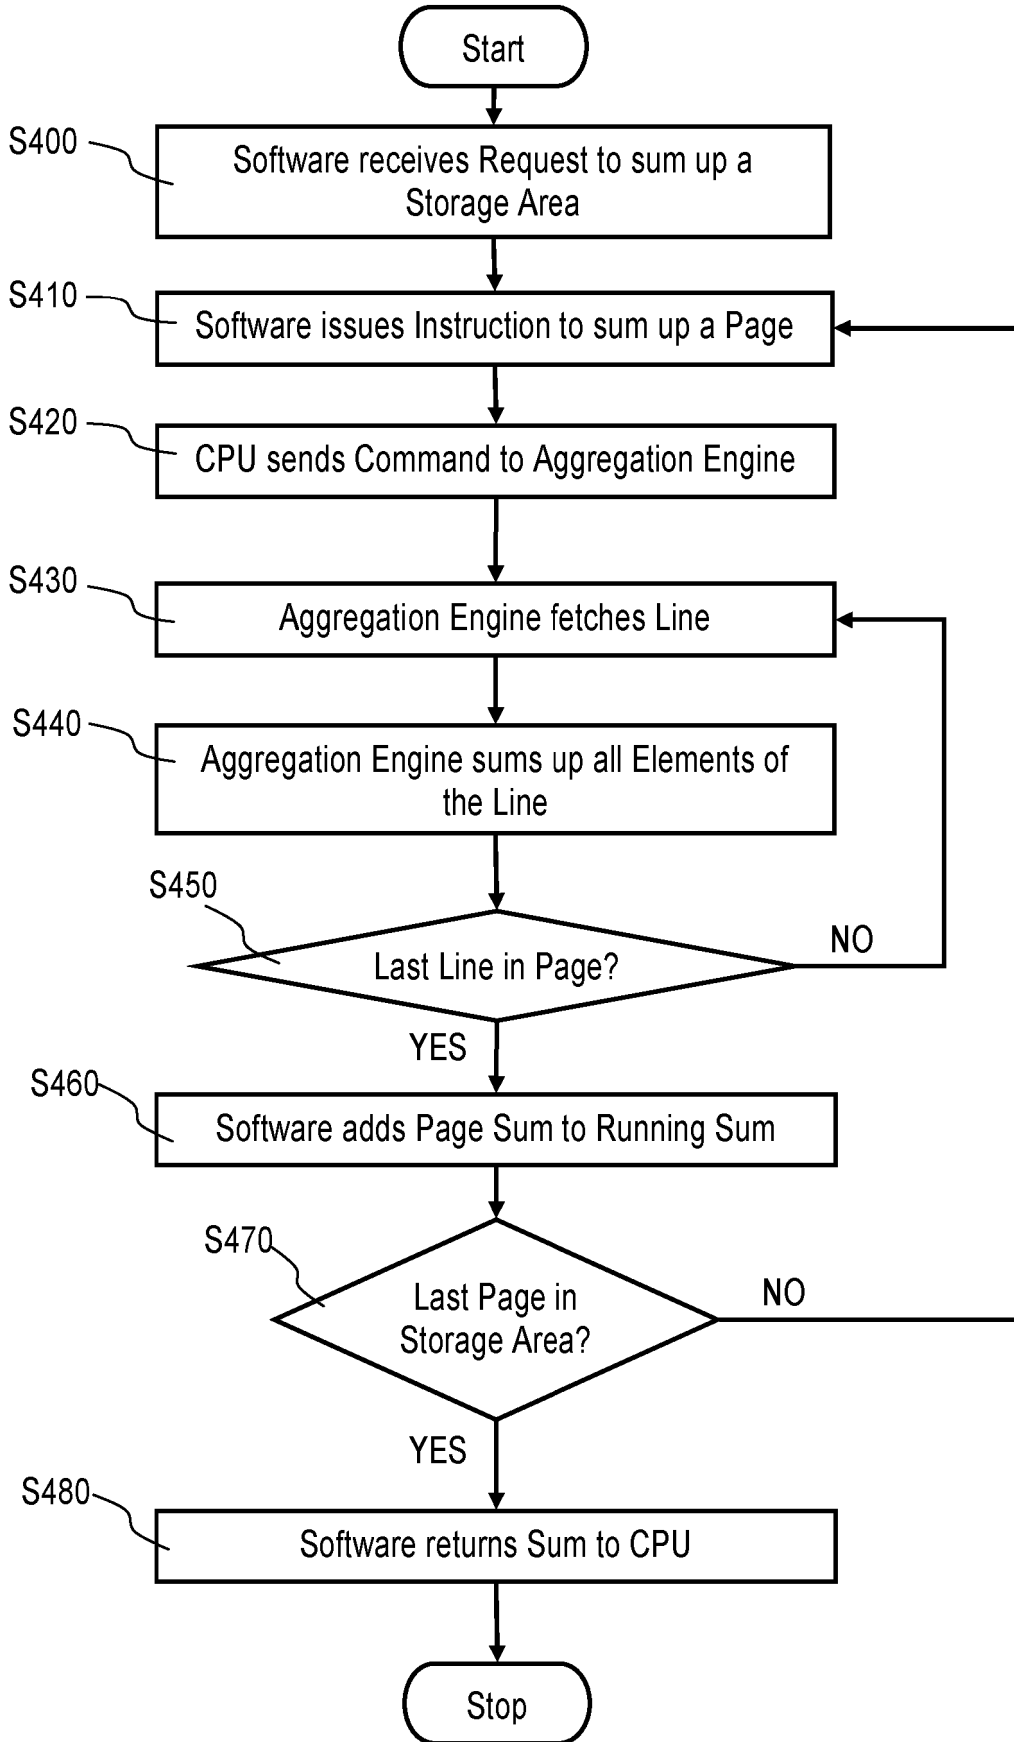 Start
S400
Software receives Request to sum up a
Storage Area
S410
Software issues Instruction to sum up a Page
S420
CPU sends Command to Aggregation Engine
S430
Aggregation Engine fetches Line
S440
Aggregation Engine sums up all Elements of
the Line
S450
Last Line in Page?
NO
YES
S460
Software adds Page Sum to Running Sum
S470
Last Page in
Storage Area?
NO
YES
S480
Software returns Sum to CPU
Stop